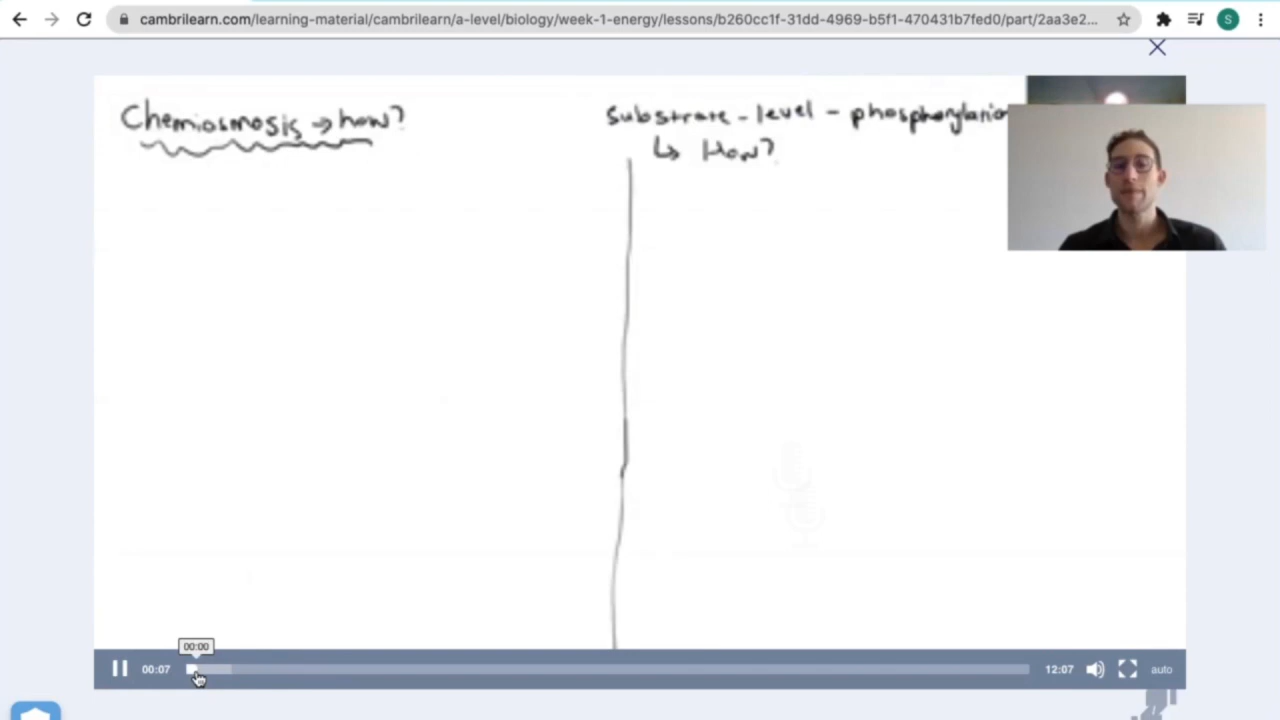 cambrilearn.com/learning-material/cambrilearn/a-level/biology/week-1-energy/lessons/b260cc1f-31dd-4969-b5f1-470431b7fed0/part/2aa3e2...
S
Chemiosmosis → how?
Substrate - level - phosphorylation
↳ How?
00:00
00:07
12:07
auto